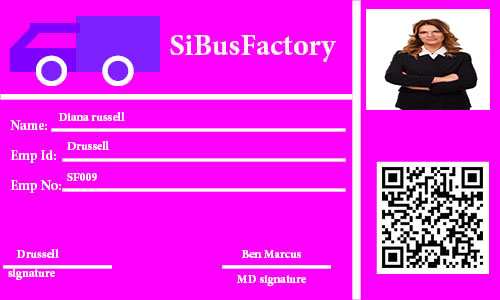 SiBusFactory
Name: Diana russell
Emp Id: Drussell
Emp No: SF009
Drussell
signature
Ben Marcus
MD signature